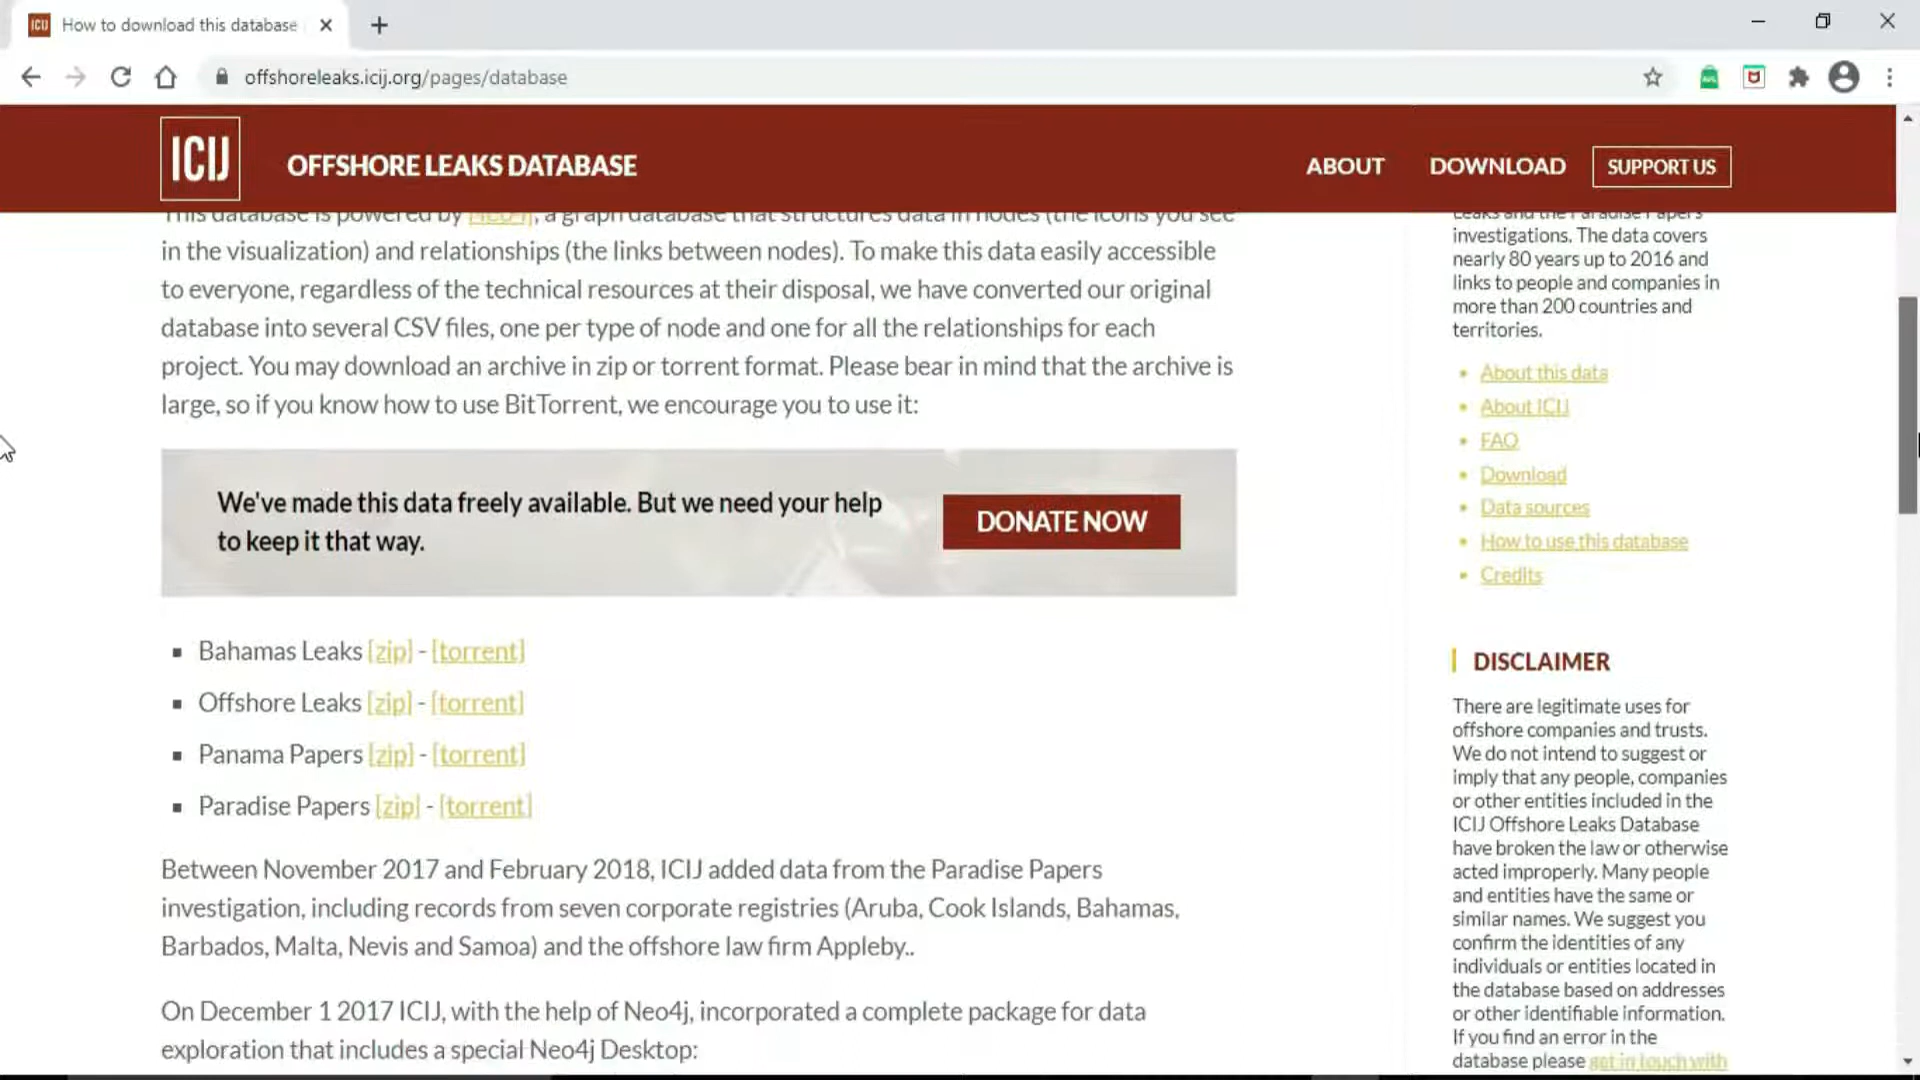 ICIJ How to download this database
offshoreleaks.icij.org/pages/database
ICIJ
OFFSHORE LEAKS DATABASE
ABOUT
DOWNLOAD
SUPPORT US
This database is powered by Neo4j, a graph database that structures data in nodes (the icons you see
in the visualization) and relationships (the links between nodes). To make this data easily accessible
to everyone, regardless of the technical resources at their disposal, we have converted our original
database into several CSV files, one per type of node and one for all the relationships for each
project. You may download an archive in zip or torrent format. Please bear in mind that the archive is
large, so if you know how to use BitTorrent, we encourage you to use it:
We've made this data freely available. But we need your help
to keep it that way.
DONATE NOW
Bahamas Leaks [zip] - [torrent]
Offshore Leaks [zip] - [torrent]
Panama Papers [zip] - [torrent]
Paradise Papers [zip] - [torrent]
Between November 2017 and February 2018, ICIJ added data from the Paradise Papers
investigation, including records from seven corporate registries (Aruba, Cook Islands, Bahamas,
Barbados, Malta, Nevis and Samoa) and the offshore law firm Appleby..
On December 1 2017 ICIJ, with the help of Neo4j, incorporated a complete package for data
exploration that includes a special Neo4j Desktop:
Leaks and the Paradise Papers
investigations. The data covers
nearly 80 years up to 2016 and
links to people and companies in
more than 200 countries and
territories.
About this data
About ICIJ
FAQ
Download
Data sources
How to use this database
Credits
DISCLAIMER
There are legitimate uses for
offshore companies and trusts.
We do not intend to suggest or
imply that any people, companies
or other entities included in the
ICIJ Offshore Leaks Database
have broken the law or otherwise
acted improperly. Many people
and entities have the same or
similar names. We suggest you
confirm the identities of any
individuals or entities located in
the database based on addresses
or other identifiable information.
If you find an error in the
database please get in touch with